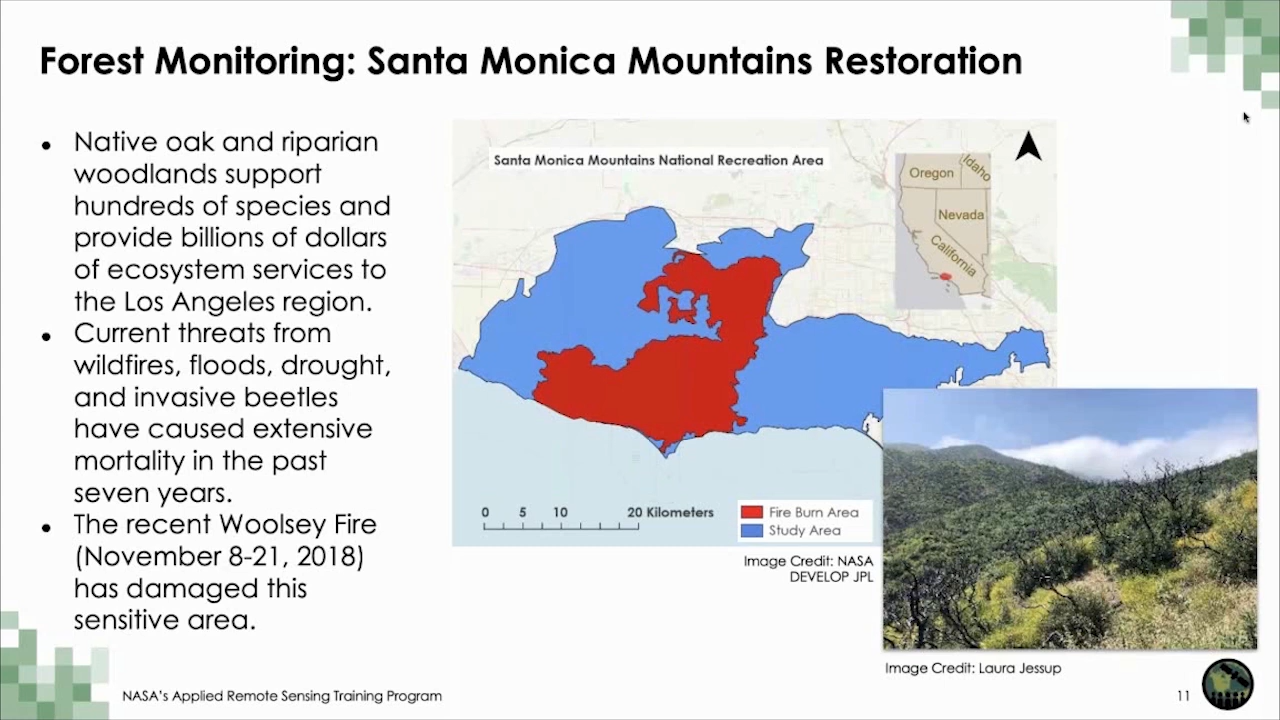 Forest Monitoring: Santa Monica Mountains Restoration
● Native oak and riparian
woodlands support
hundreds of species and
provide billions of dollars
of ecosystem services to
the Los Angeles region.
● Current threats from
wildfires, floods, drought,
and invasive beetles
have caused extensive
mortality in the past
seven years.
● The recent Woolsey Fire
(November 8-21, 2018)
has damaged this
sensitive area.
Santa Monica Mountains National Recreation Area
Oregon
Idaho
Nevada
California
0 5 10 20 Kilometers
Fire Burn Area
Study Area
Image Credit: NASA
DEVELOP JPL
Image Credit: Laura Jessup
NASA's Applied Remote Sensing Training Program
11